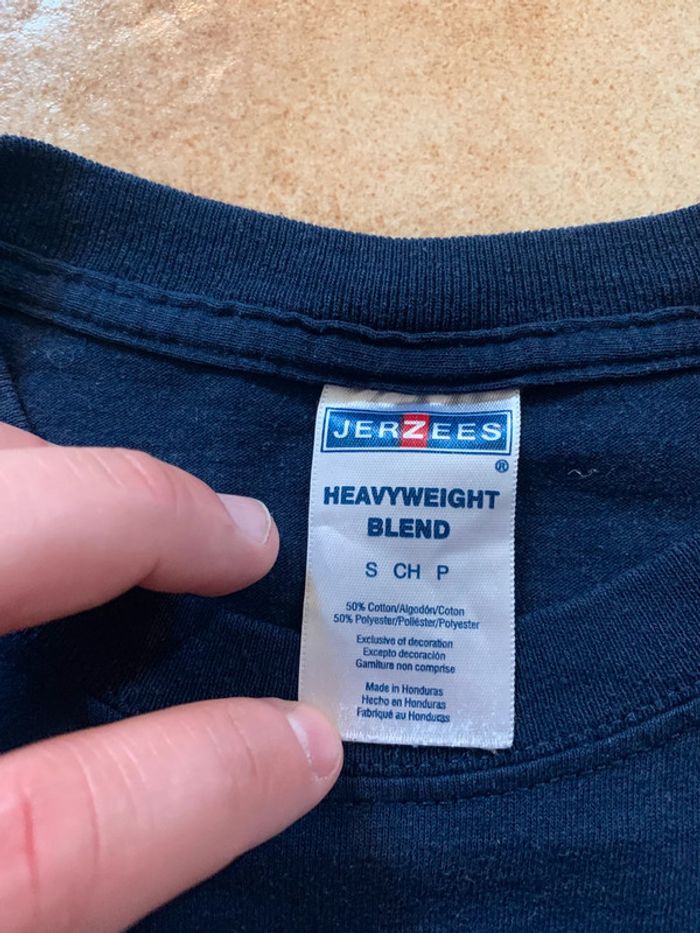 JERZEES
®
HEAVYWEIGHT
BLEND
S CH P
50% Cotton/Algodón/Coton
50% Polyester/Poliéster/Polyester
Exclusive of decoration
Excepto decoración
Garniture non comprise
Made in Honduras
Hecho en Honduras
Fabriqué au Honduras